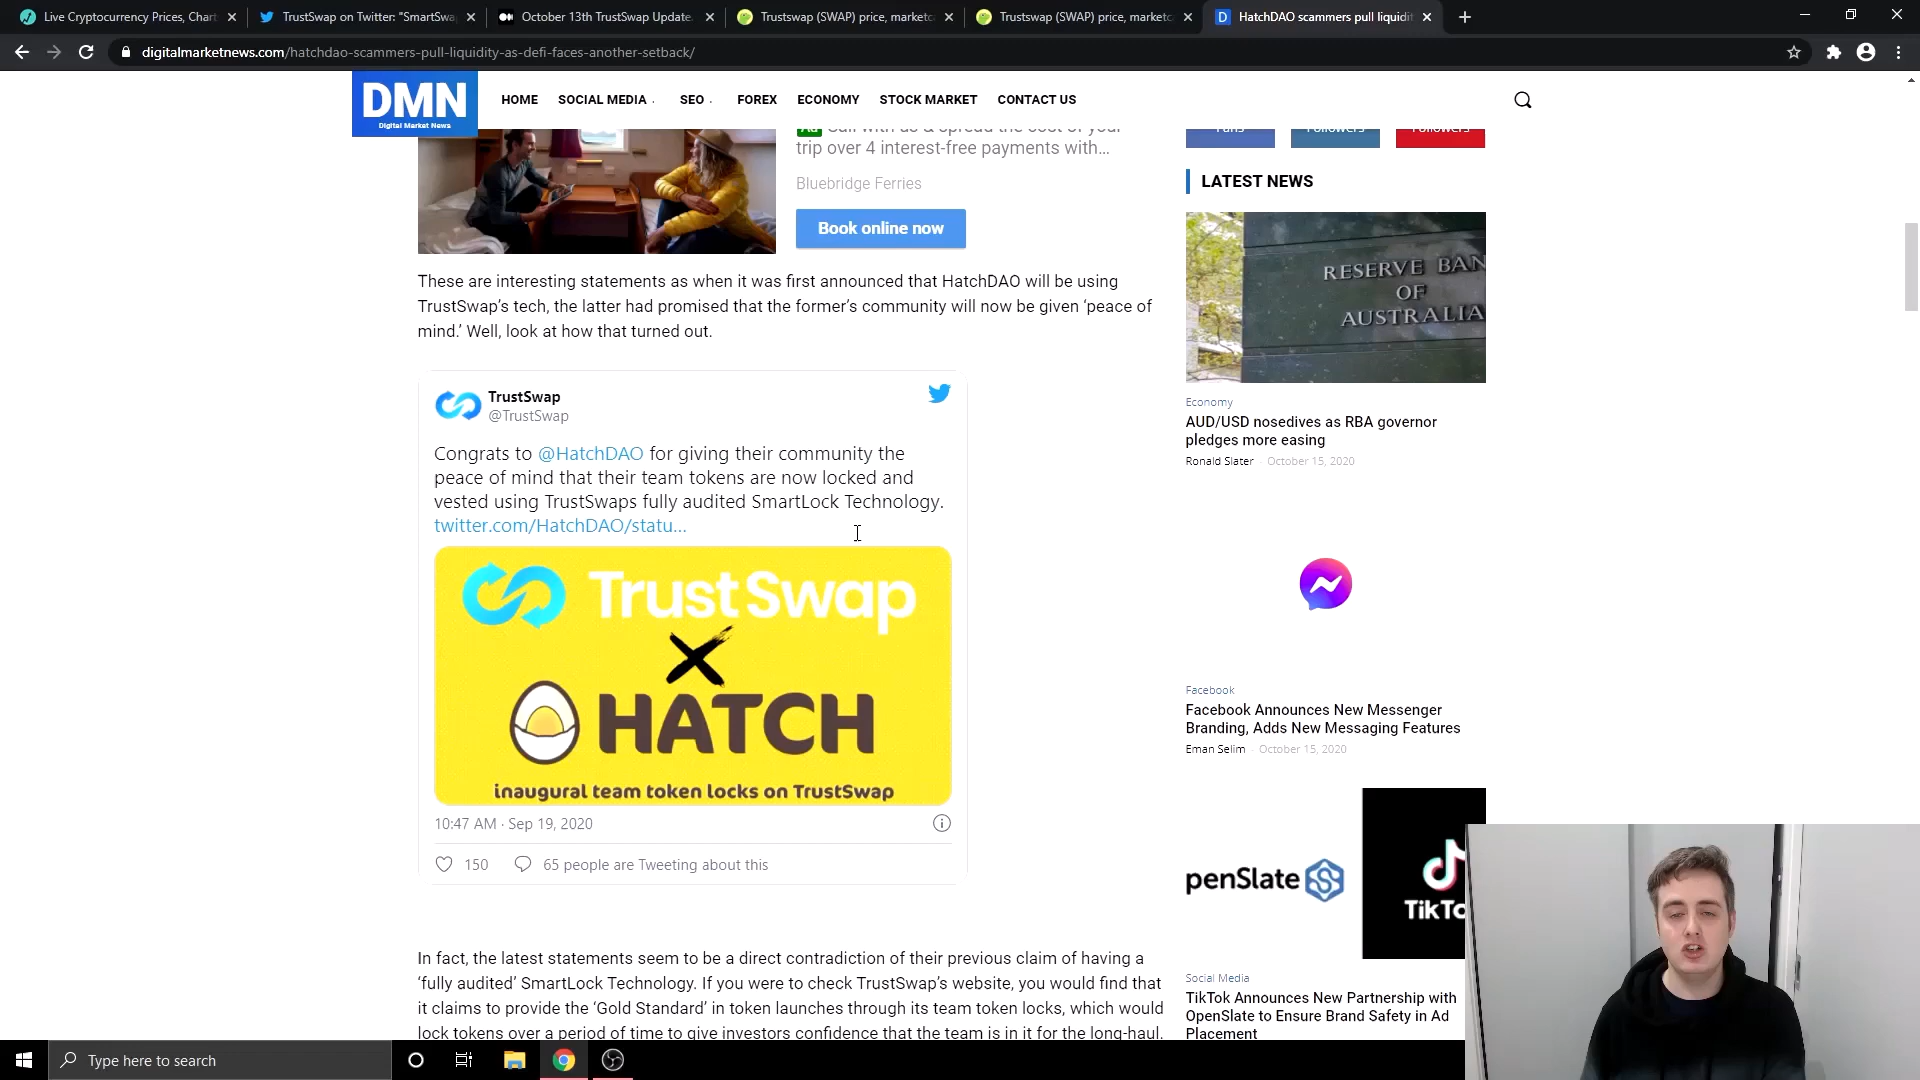 Live Cryptocurrency Prices, Chart
TrustSwap on Twitter: "SmartSwa
October 13th TrustSwap Update.
Trustswap (SWAP) price, marketc
Trustswap (SWAP) price, marketc
HatchDAO scammers pull liquidit
digitalmarketnews.com/hatchdao-scammers-pull-liquidity-as-defi-faces-another-setback/
DMN
Digital Market News
HOME
SOCIAL MEDIA
SEO
FOREX
ECONOMY
STOCK MARKET
CONTACT US
Ad Sail with us & spread the cost of your
trip over 4 interest-free payments with...
Bluebridge Ferries
Book online now
Fans
Followers
Followers
LATEST NEWS
RESERVE BAN
OF
AUSTRALIA
Economy
AUD/USD nosedives as RBA governor
pledges more easing
Ronald Slater - October 15, 2020
These are interesting statements as when it was first announced that HatchDAO will be using
TrustSwap's tech, the latter had promised that the former's community will now be given 'peace of
mind.' Well, look at how that turned out.
TrustSwap
@TrustSwap
Congrats to @HatchDAO for giving their community the
peace of mind that their team tokens are now locked and
vested using TrustSwaps fully audited SmartLock Technology.
twitter.com/HatchDAO/statu...
TrustSwap
X
HATCH
inaugural team token locks on TrustSwap
10:47 AM · Sep 19, 2020
150
65 people are Tweeting about this
Facebook
Facebook Announces New Messenger
Branding, Adds New Messaging Features
Eman Selim - October 15, 2020
penSlate
TikTo
Social Media
TikTok Announces New Partnership with
OpenSlate to Ensure Brand Safety in Ad
Placement
In fact, the latest statements seem to be a direct contradiction of their previous claim of having a
'fully audited' SmartLock Technology. If you were to check TrustSwap's website, you would find that
it claims to provide the 'Gold Standard' in token launches through its team token locks, which would
lock tokens over a period of time to give investors confidence that the team is in it for the long-haul.
Type here to search